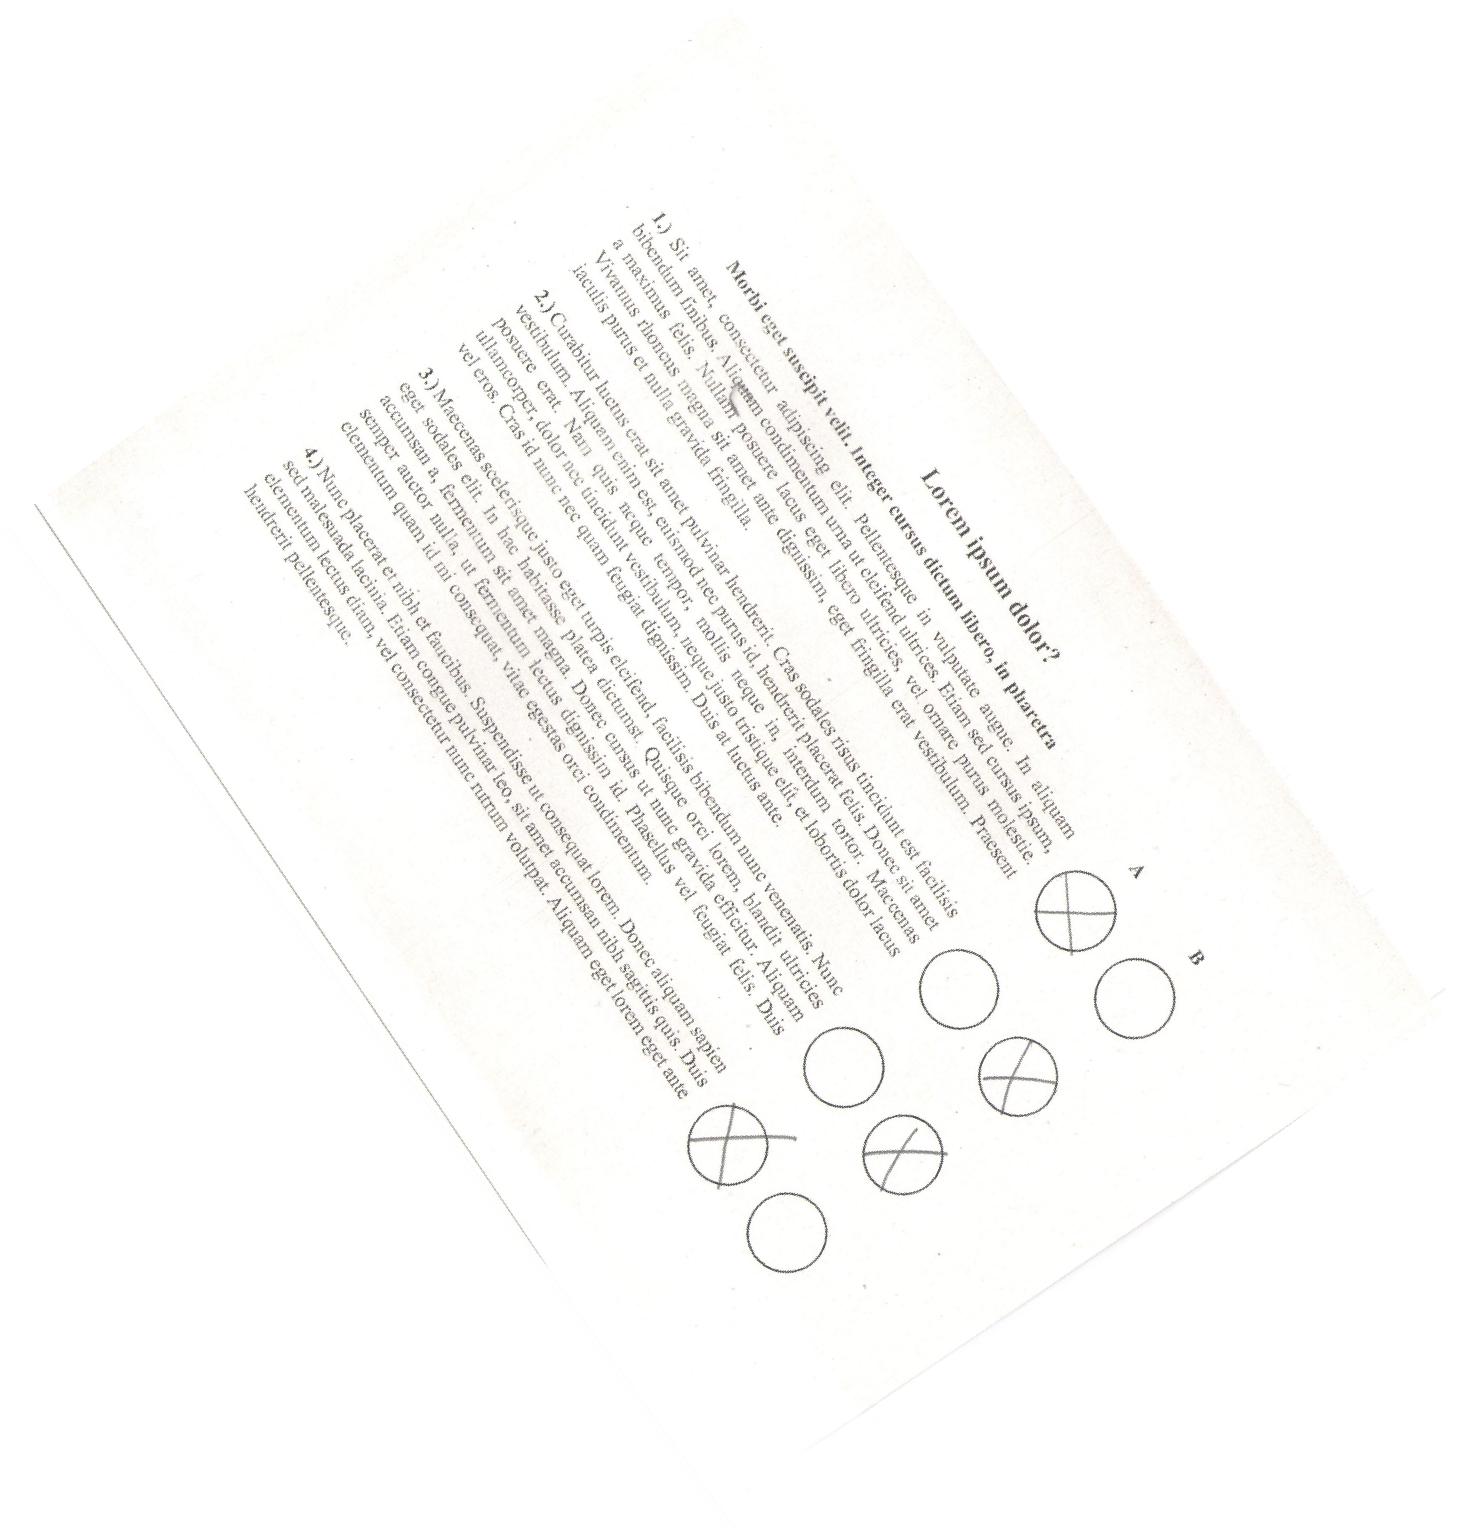 Lorem ipsum dolor?
Morbi eget suscipit velit. Integer cursus dictum libero, in pharetra
A B
1.) Sit amet, consectetur adipiscing elit. Pellentesque in vulputate augue. In aliquam
bibendum finibus. Aliquam condimentum urna ut eleifend ultrices. Etiam sed cursus ipsum,
a maximus felis. Nullam posuere lacus eget libero ultricies, vel ornare purus molestie.
Vivamus rhoncus magna sit amet ante dignissim, eget fringilla erat vestibulum. Praesent
iaculis purus et nulla gravida fringilla.
2.) Curabitur luctus erat sit amet pulvinar hendrerit. Cras sodales risus tincidunt est facilisis
vestibulum. Aliquam enim est, euismod nec purus id, hendrerit placerat felis. Donec sit amet
posuere erat. Nam quis neque tempor, mollis neque in, interdum tortor. Maecenas
ullamcorper, dolor nec tincidunt vestibulum, neque justo tristique elit, et lobortis dolor lacus
vel eros. Cras id nunc nec quam feugiat dignissim. Duis at luctus ante.
3.) Maecenas scelerisque justo eget turpis eleifend, facilisis bibendum nunc venenatis. Nunc
eget sodales elit. In hac habitasse platea dictumst. Quisque orci lorem, blandit ultricies
accumsan a, fermentum sit amet magna. Donec cursus ut nunc gravida efficitur. Aliquam
semper auctor nulla, ut fermentum lectus dignissim id. Phasellus vel feugiat felis. Duis
elementum quam id mi consequat, vitae egestas orci condimentum.
4.) Nunc placerat et nibh et faucibus. Suspendisse ut consequat lorem. Donec aliquam sapien
sed malesuada lacinia. Etiam congue pulvinar leo, sit amet accumsan nibh sagittis quis. Duis
elementum lectus diam, vel consectetur nunc rutrum volutpat. Aliquam eget lorem eget ante
hendrerit pellentesque.